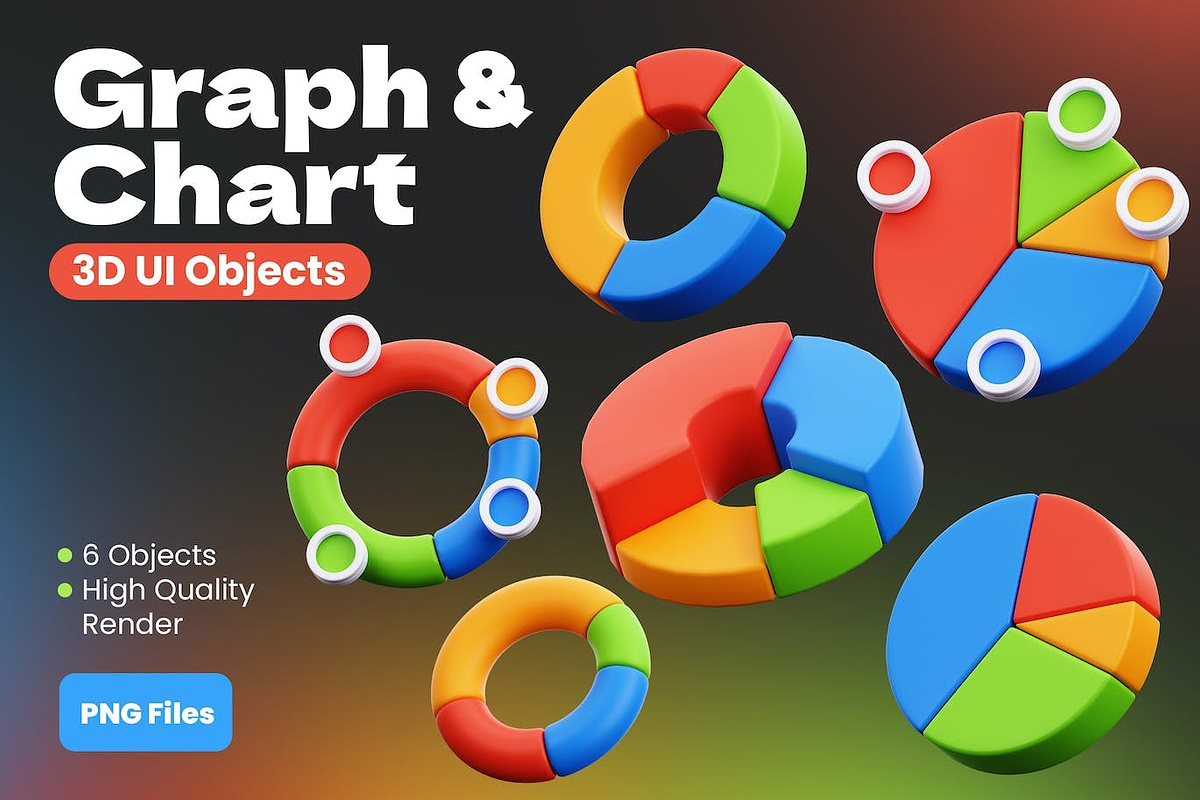 Graph &
Chart
3D UI Objects
6 Objects
High Quality
Render
PNG Files